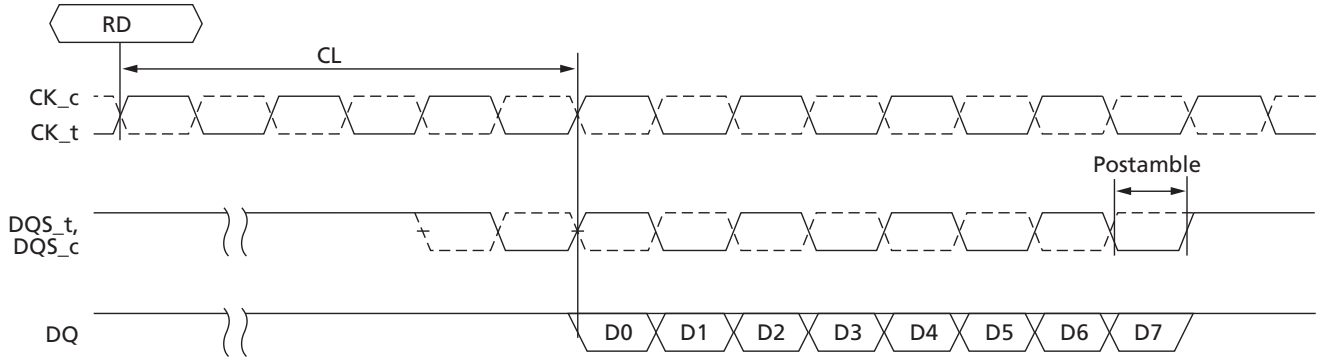 RD
CL
CK_c
CK_t
Postamble
DQS_t,
DQS_c
DQ
D0 D1 D2 D3 D4 D5 D6 D7